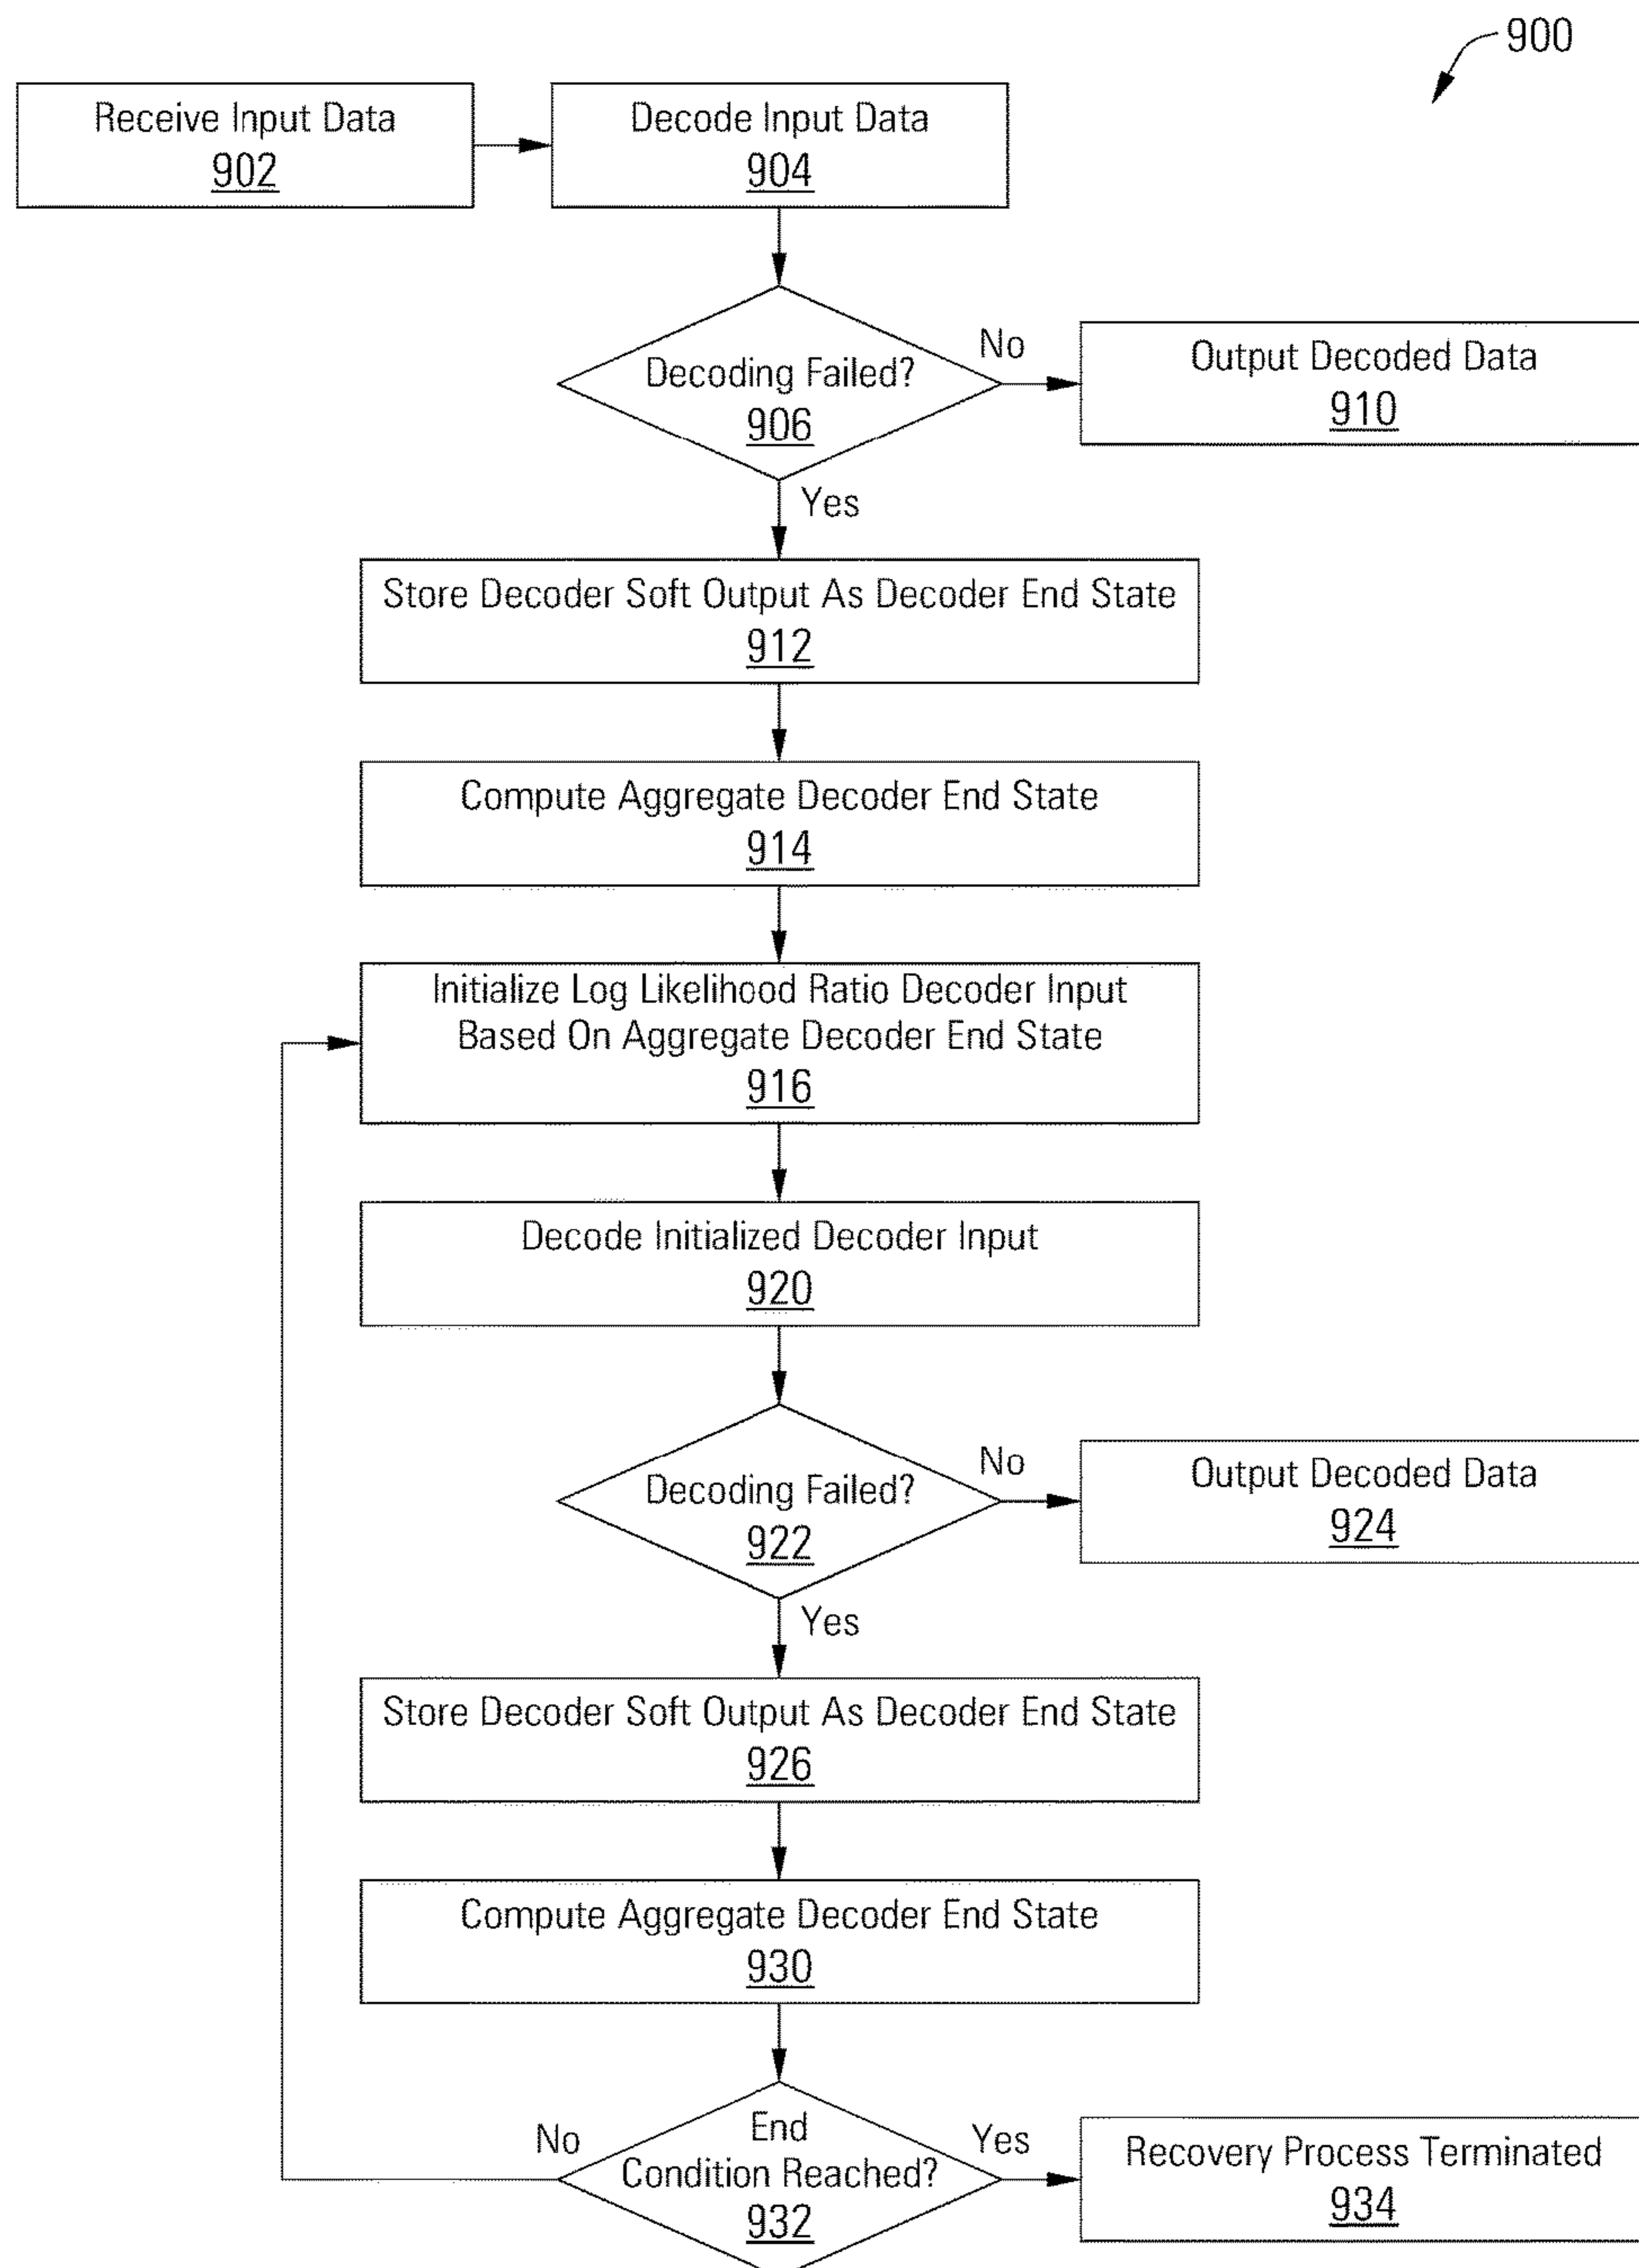 900
Receive Input Data
902
Decode Input Data
904
Decoding Failed?
906
No
Output Decoded Data
910
Yes
Store Decoder Soft Output As Decoder End State
912
Compute Aggregate Decoder End State
914
Initialize Log Likelihood Ratio Decoder Input
Based On Aggregate Decoder End State
916
Decode Initialized Decoder Input
920
Decoding Failed?
922
No
Output Decoded Data
924
Yes
Store Decoder Soft Output As Decoder End State
926
Compute Aggregate Decoder End State
930
No
End
Condition Reached?
932
Yes
Recovery Process Terminated
934